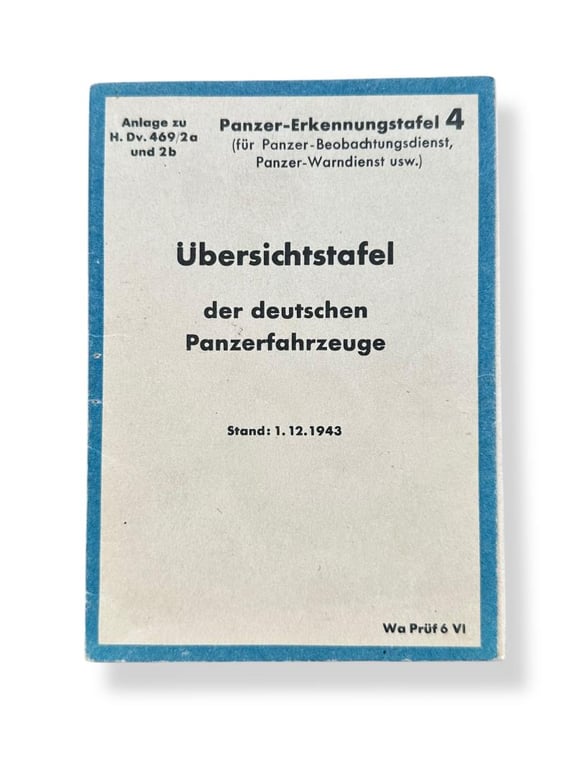 Anlage zu
H. Dv. 469/2a
und 2b
Panzer-Erkennungstafel 4
(für Panzer-Beobachtungsdienst,
Panzer-Warndienst usw.)
Übersichtstafel
der deutschen
Panzerfahrzeuge
Stand: 1. 12. 1943
Wa Prüf 6 VI